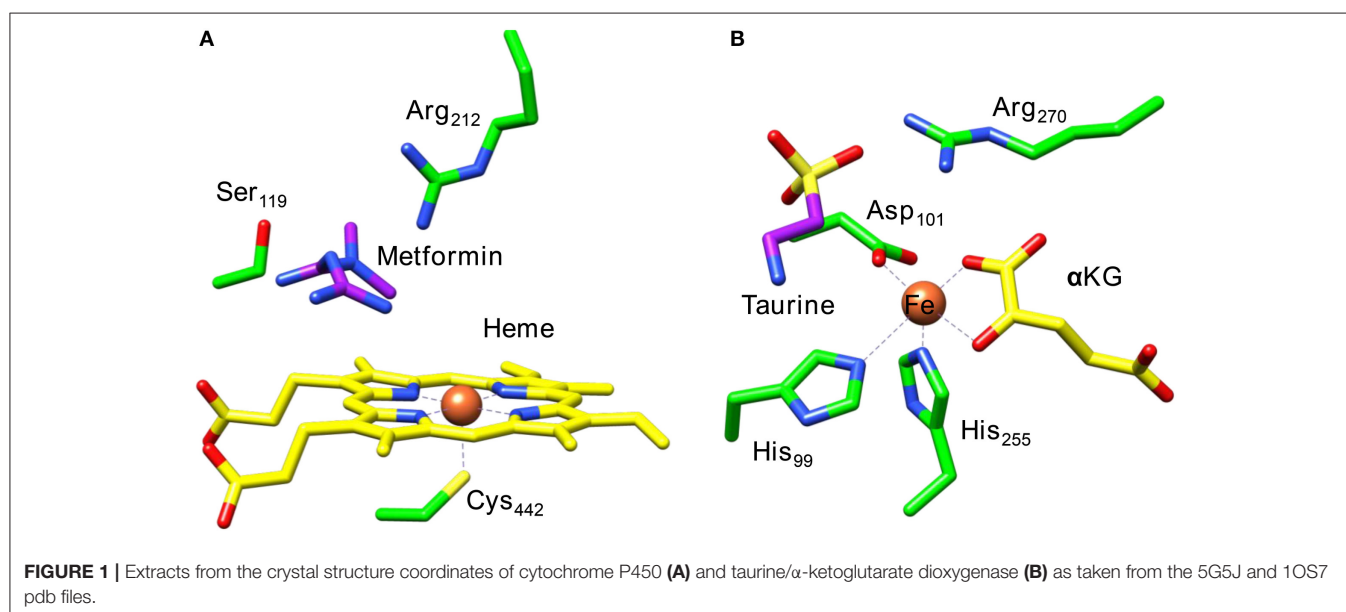 A
B
Arg212
Arg270
Ser119
Asp101
Metformin
αKG
Taurine
Fe
Heme
His99
His255
Cys442
FIGURE 1 | Extracts from the crystal structure coordinates of cytochrome P450 (A) and taurine/α-ketoglutarate dioxygenase (B) as taken from the 5G5J and 1OS7
pdb files.